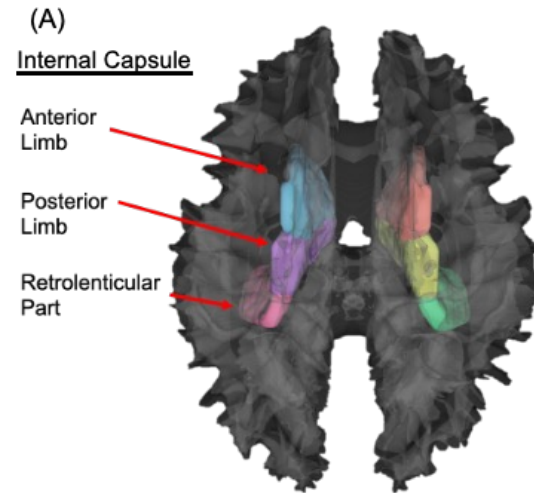 (A)
Internal Capsule
Anterior
Limb
Posterior
Limb
Retrolenticular
Part